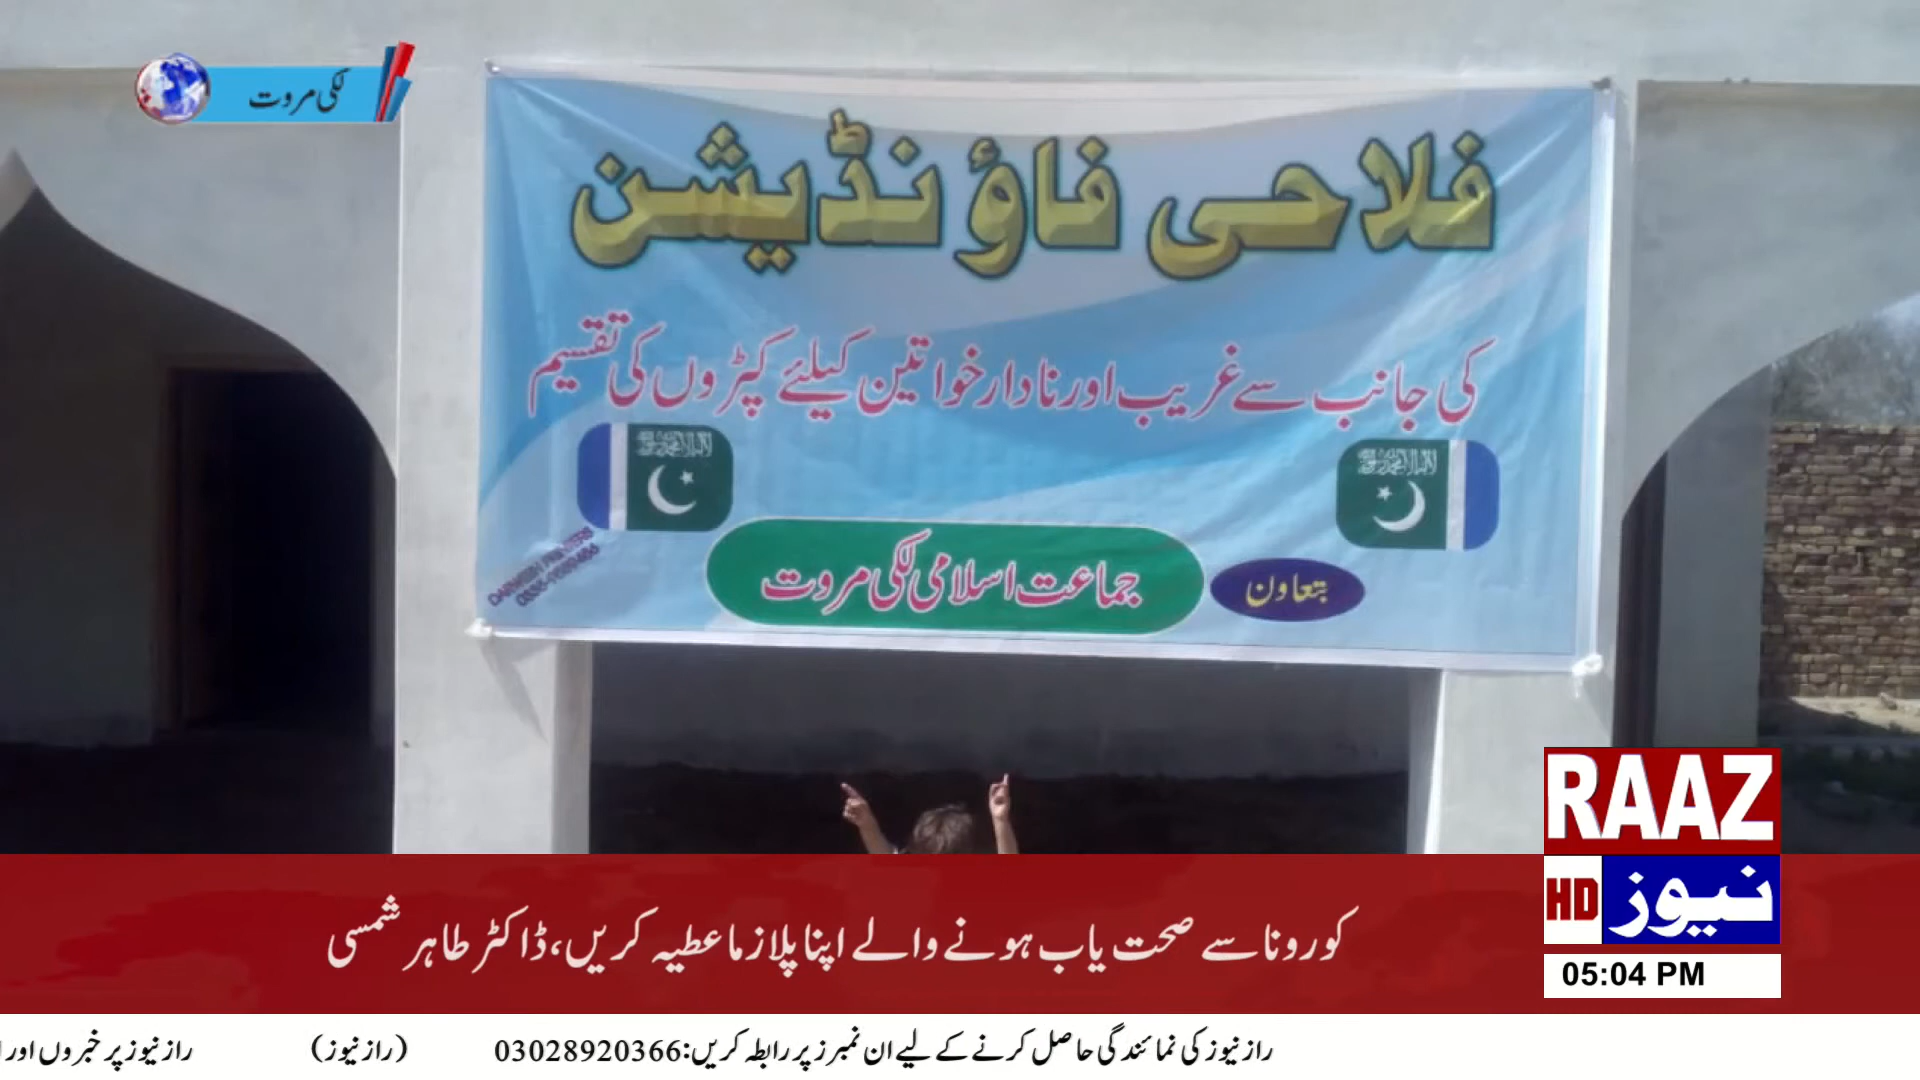 لکی مروت
فلاحی فاؤنڈیشن
کی جانب سے غریب اور نادار خواتین کیلئے کپڑوں کی تقسیم
بتعاون
جماعت اسلامی لکی مروت
RAAZ
HD نیوز
05:04 PM
کورونا سے صحت یاب ہونے والے اپنا پلازما عطیہ کریں، ڈاکٹر طاہر شمسی
راز نیوز کی نمائندگی حاصل کرنے کے لیے ان نمبرز پر رابطہ کریں:03028920366 (راز نیوز) راز نیوز پر خبروں اور